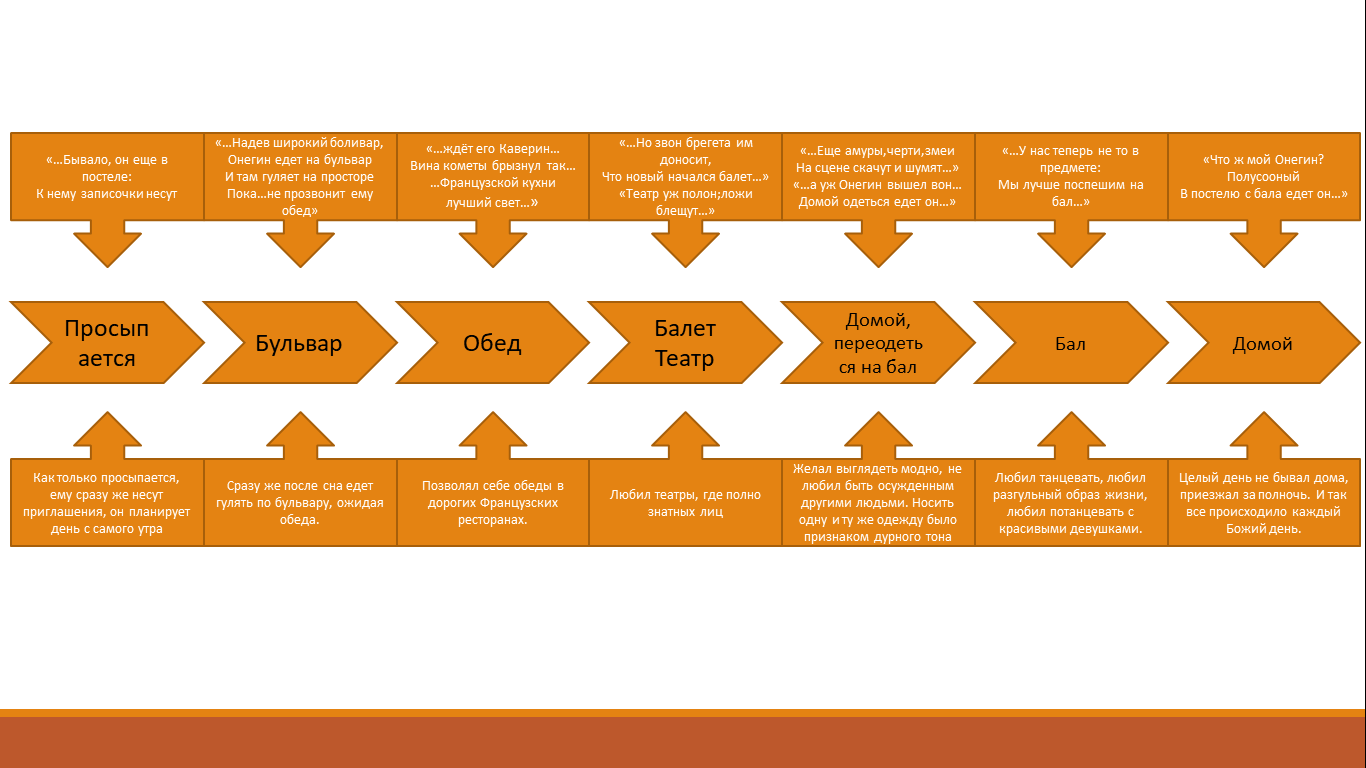 «…Бывало, он еще в
постеле:
К нему записочки несут
«…Надев широкий боливар,
Онегин едет на бульвар
И там гуляет на просторе
Пока…не прозвонит ему
обед»
«…ждёт его Каверин…
Вина кометы брызнул так…
…Французской кухни
лучший свет…»
«…Но звон брегета им
доносит,
Что новый начался балет…»
«Театр уж полон;ложи
блещут…»
«…Еще амуры,черти,змеи
На сцене скачут и шумят…»
«…а уж Онегин вышел вон…
Домой одеться едет он…»
«…У нас теперь не то в
предмете:
Мы лучше поспешим на
бал…»
«Что ж мой Онегин?
Полусооный
В постелю с бала едет он…»
Просып
ается
Бульвар
Обед
Балет
Театр
Домой,
переодеть
ся на бал
Бал
Домой
Как только просыпается,
ему сразу же несут
приглашения, он планирует
день с самого утра
Сразу же после сна едет
гулять по бульвару, ожидая
обеда.
Позволял себе обеды в
дорогих Французских
ресторанах.
Любил театры, где полно
знатных лиц
Желал выглядеть модно, не
любил быть осужденным
другими людьми. Носить
одну и ту же одежду было
признаком дурного тона
Любил танцевать, любил
разгульный образ жизни,
любил потанцевать с
красивыми девушками.
Целый день не бывал дома,
приезжал за полночь. И так
все происходило каждый
Божий день.